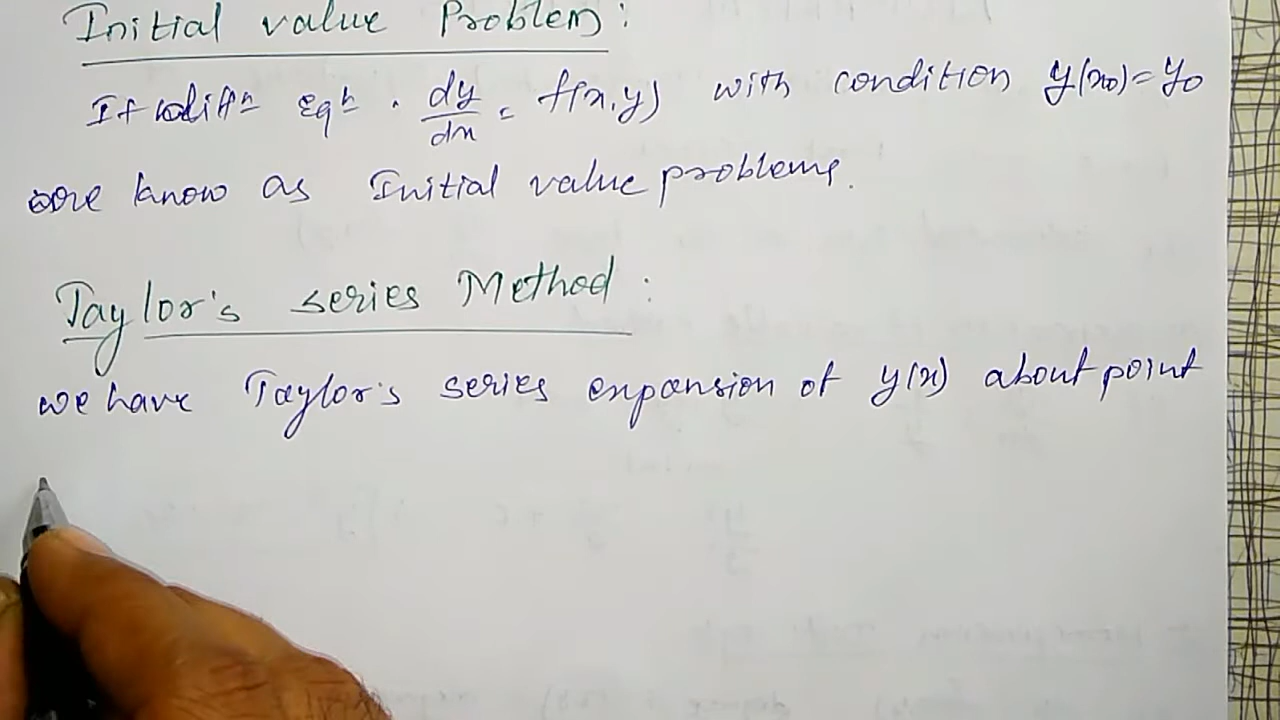 Initial value Problem :
If diffn eqn . dy/dx = f(x,y) with condition y(x₀) = y₀
are know as Initial value problems.
Taylor's series Method :
we have Taylor's series expansion of y(x) about point